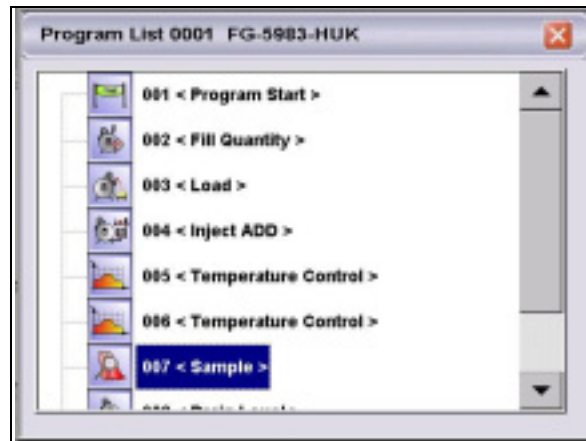 Program List 0001 FG-5983-HUK
001 < Program Start >
002 < Fill Quantity >
003 < Load >
004 < Inject ADD >
005 < Temperature Control >
006 < Temperature Control >
007 < Sample >